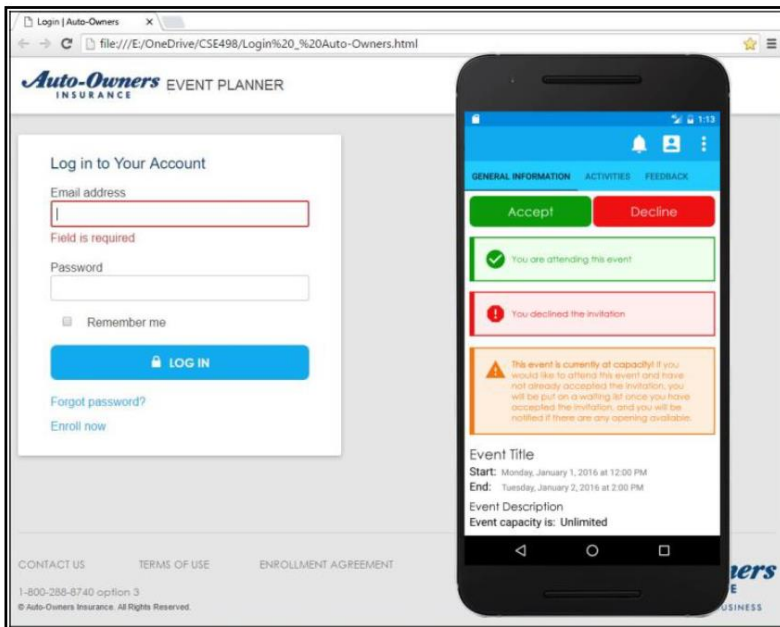 Login | Auto-Owners
file:///E:/OneDrive/CSE498/Login%20_%20Auto-Owners.html
Auto-Owners EVENT PLANNER
INSURANCE
Log in to Your Account
Email address
Field is required
Password
Remember me
LOG IN
Forgot password?
Enroll now
CONTACT US TERMS OF USE ENROLLMENT AGREEMENT
1-800-288-8740 option 3
© Auto-Owners Insurance. All Rights Reserved.
1:13
GENERAL INFORMATION ACTIVITIES FEEDBACK
Accept Decline
You are attending this event
You declined the invitation
This event is currently at capacity! If you
would like to attend this event and have
not already accepted the invitation, you
will be put on a waiting list once you have
accepted the invitation, and you will be
notified if there are any opening available.
Event Title
Start: Monday, January 1, 2016 at 12:00 PM
End: Tuesday, January 2, 2016 at 2:00 PM
Event Description
Event capacity is: Unlimited
ners
E
USINESS